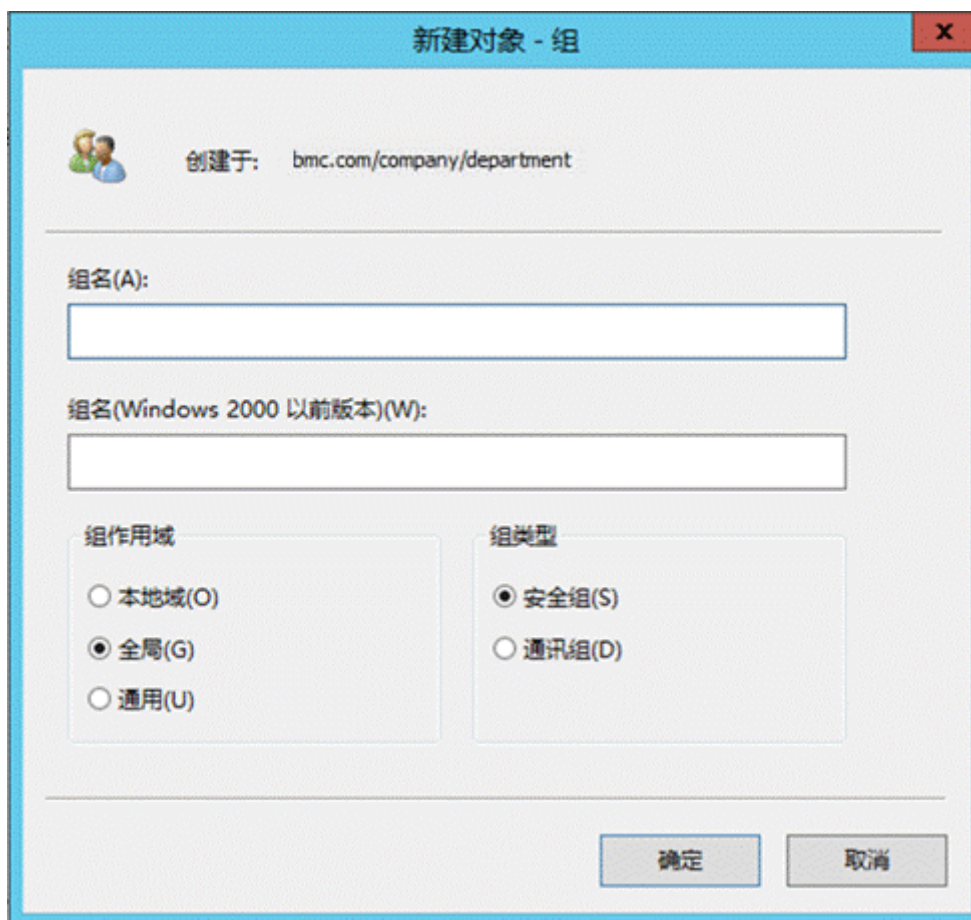 新建对象 - 组
x
创建于: bmc.com/company/department
组名(A):
组名(Windows 2000 以前版本)(W):
组作用域
本地域(O)
全局(G)
通用(U)
组类型
安全组(S)
通讯组(D)
确定 取消